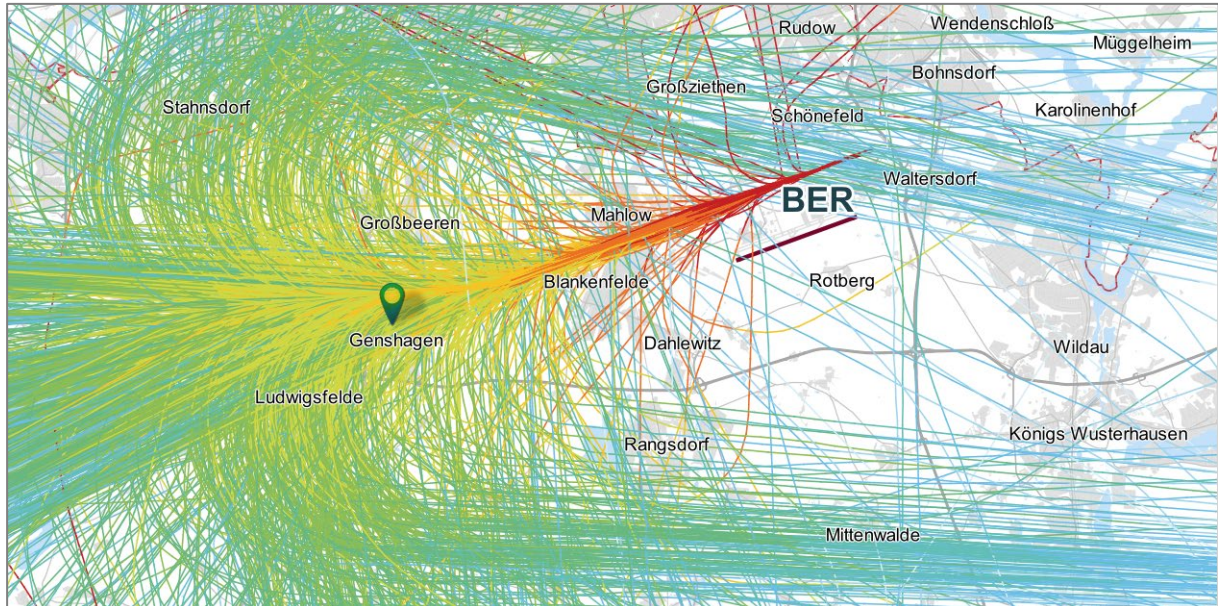 Rudow
Wendenschloß
Müggelheim
Bohnsdorf
Großziethen
Stahnsdorf
Karolinenhof
Schönefeld
Waltersdorf
BER
Mahlow
Großbeeren
Blankenfelde
Rotberg
Genshagen
Dahlewitz
Wildau
Ludwigsfelde
Königs Wusterhausen
Rangsdorf
Mittenwalde